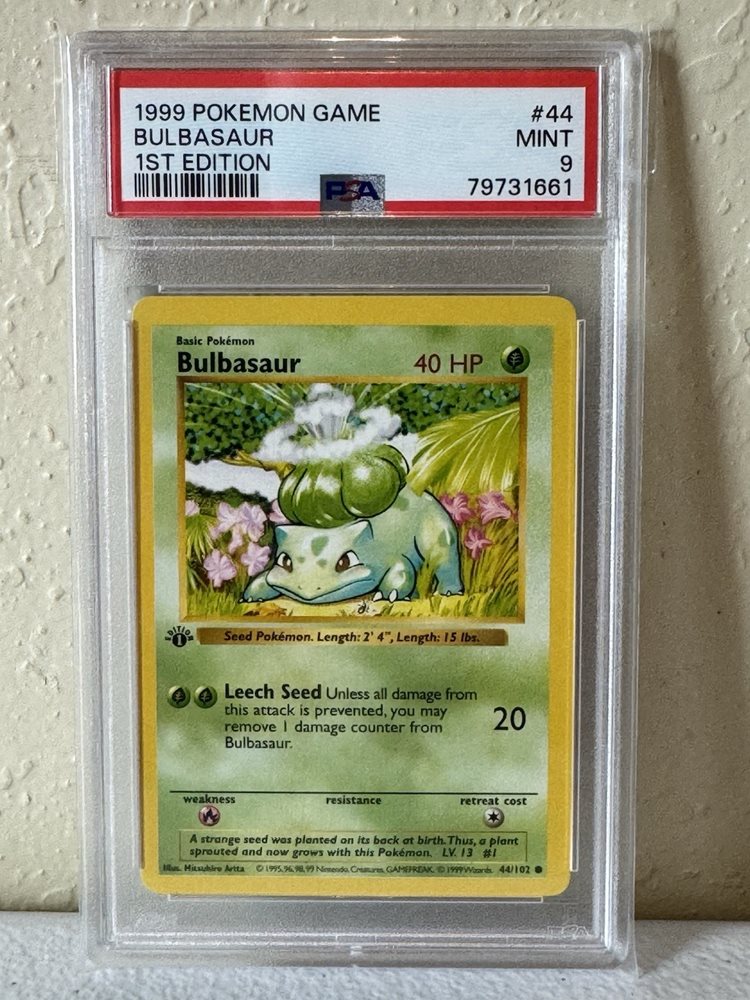 1999 POKEMON GAME #44
BULBASAUR MINT
1ST EDITION 9
PSA 79731661
Basic Pokémon
Bulbasaur 40 HP
EDITION 1
Seed Pokémon. Length: 2' 4", Length: 15 lbs.
Leech Seed Unless all damage from
this attack is prevented, you may
remove 1 damage counter from
Bulbasaur.
20
weakness resistance retreat cost
A strange seed was planted on its back at birth. Thus, a plant
sprouted and now grows with this Pokémon. LV. 13 #1
Illus. Mitsuhiro Arita © 1995, 96, 98, 99 Nintendo, Creatures, GAMEFREAK. © 1999 Wizards. 44/102